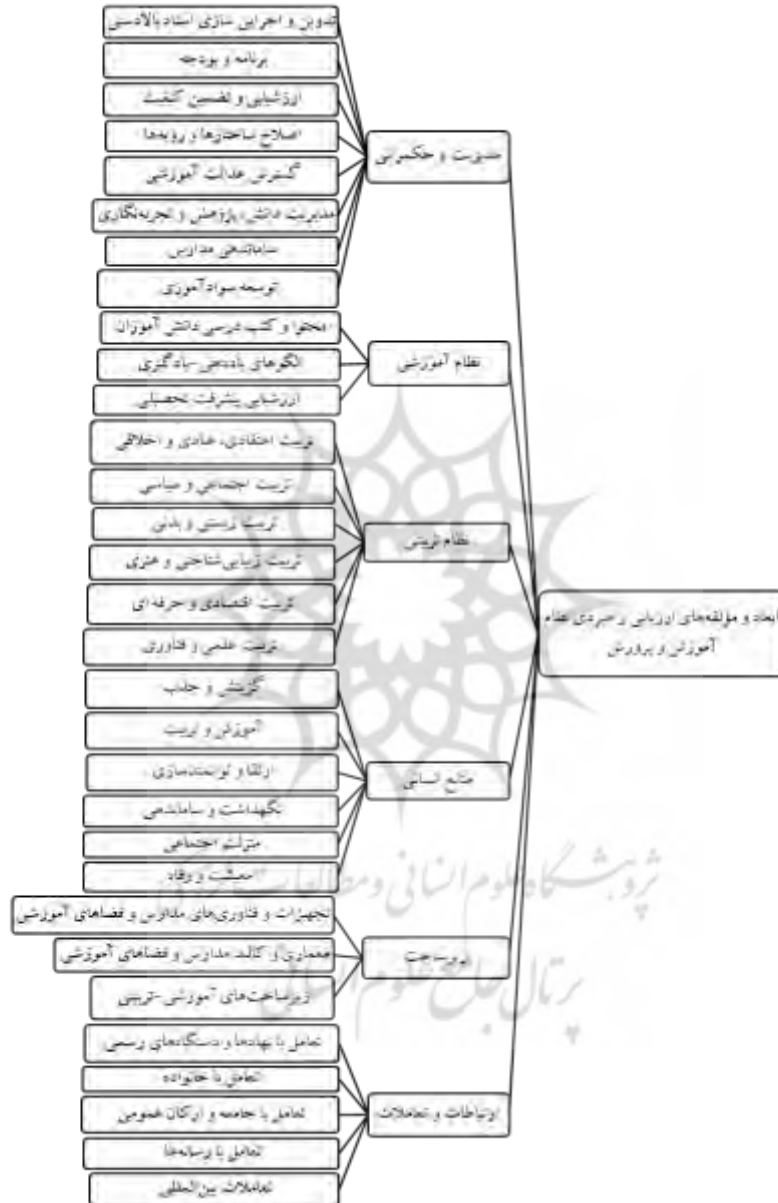 ابعاد و مؤلفه‌های ارزیابی راهبردی نظام
آموزش و پرورش
مدیریت و حکمرانی
تدوین و اجرایی سازی اسناد بالادستی
برنامه و بودجه
ارزشیابی و تضمین کیفیت
اصلاح ساختارها و رویه‌ها
گسترش عدالت آموزشی
مدیریت دانش، پژوهش و تجربه‌نگاری
ساماندهی مدارس
توسعه سوادآموزی
نظام آموزشی
محتوا و کتب درسی دانش آموزان
الگوهای یاددهی-یادگیری
ارزشیابی پیشرفت تحصیلی
نظام تربیتی
تربیت اعتقادی، عبادی و اخلاقی
تربیت اجتماعی و سیاسی
تربیت زیستی و بدنی
تربیت زیبایی‌شناختی و هنری
تربیت اقتصادی و حرفه ای
تربیت علمی و فناوری
منابع انسانی
گزینش و جذب
آموزش و تربیت
ارتقا و توانمندسازی
نگهداشت و ساماندهی
منزلت اجتماعی
معیشت و رفاه
زیرساخت
تجهیزات و فناوری‌های مدارس و فضاهای آموزشی
معماری و کالبد مدارس و فضاهای آموزشی
زیرساخت‌های آموزشی-تربیتی
ارتباطات و تعاملات
تعامل با نهادها و دستگاه‌های رسمی
تعامل با خانواده
تعامل با جامعه و ارکان عمومی
تعامل با رسانه‌ها
تعاملات بین‌المللی
پژوهشگاه علوم انسانی و مطالعات فرهنگی
پرتال جامع علوم انسانی